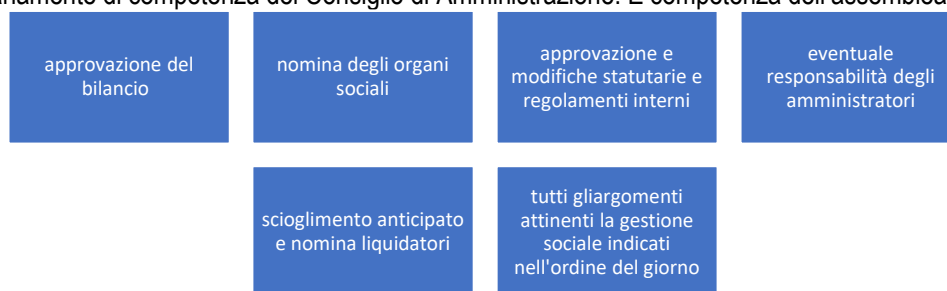 di competenza del Consiglio di Amministrazione. È competenza dell'assemblea
approvazione del
bilancio
nomina degli organi
sociali
approvazione e
modifiche statutarie e
regolamenti interni
eventuale
responsabilità degli
amministratori
scioglimento anticipato
e nomina liquidatori
tutti gliargomenti
attinenti la gestione
sociale indicati
nell'ordine del giorno